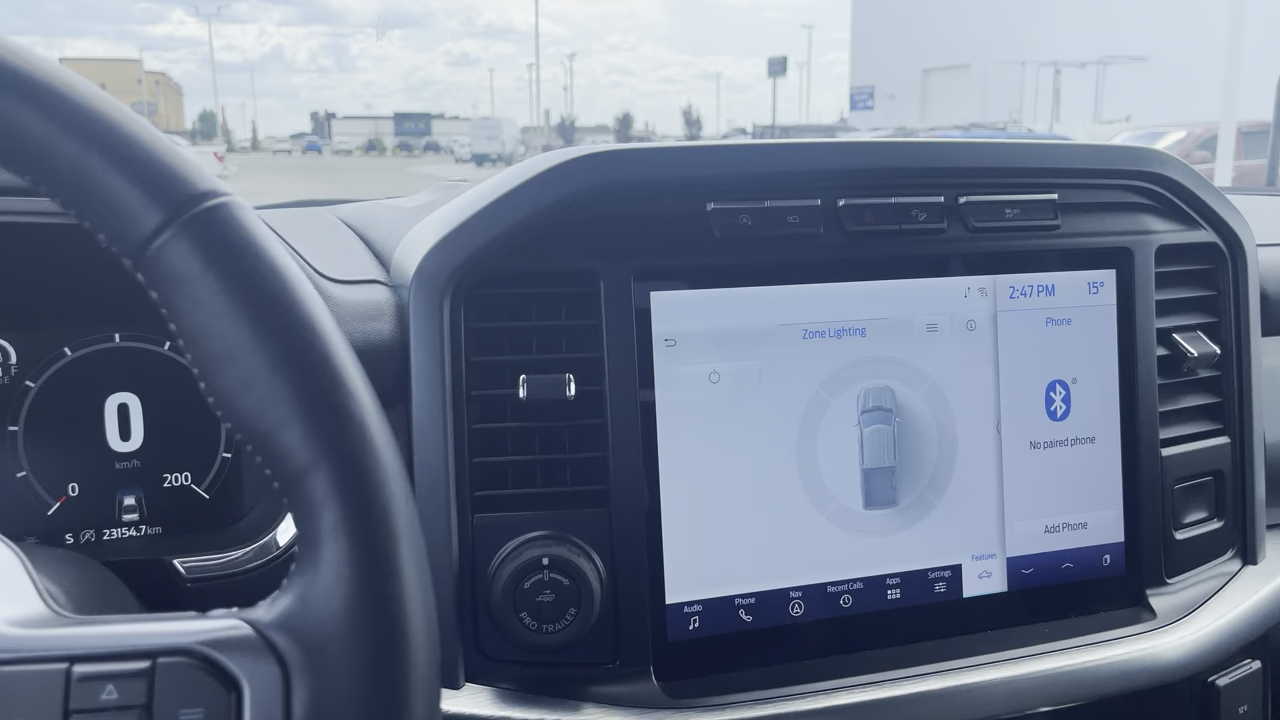 2:47 PM
15°
Zone Lighting
Phone
No paired phone
Add Phone
Features
Audio
Phone
Nav
Recent Calls
Apps
Settings
PRO TRAILER
F
E
0
km/h
0
200
S
23154.7 km
12V